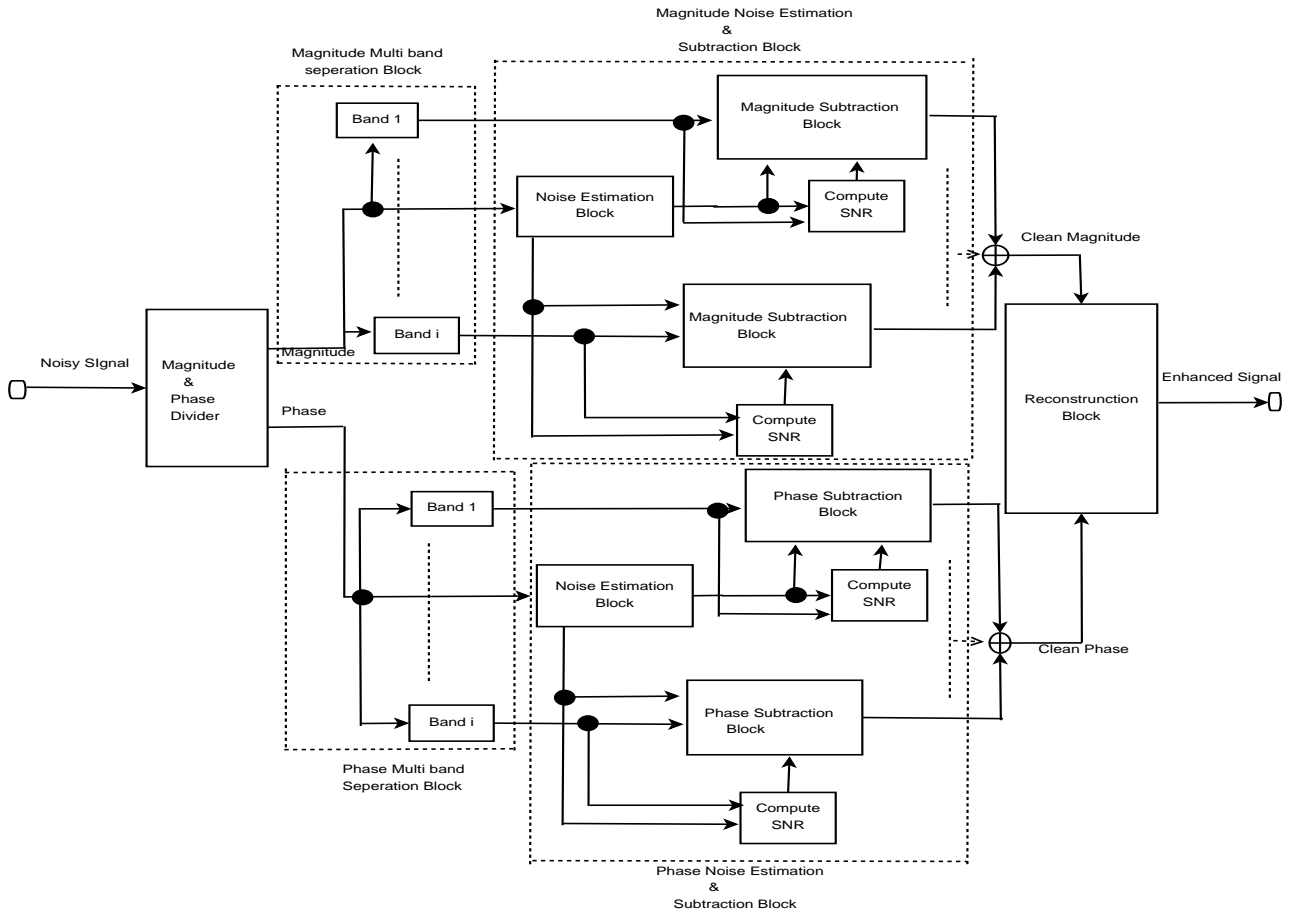 Magnitude Noise Estimation
&
Subtraction Block
Magnitude Multi band
seperation Block
Band 1
Magnitude Subtraction
Block
Noise Estimation
Block
Compute
SNR
Clean Magnitude
Band i
Magnitude Subtraction
Block
Magnitude
Noisy SIgnal
Magnitude
&
Phase
Divider
Phase
Compute
SNR
Reconstrunction
Block
Enhanced Signal
Band 1
Phase Subtraction
Block
Noise Estimation
Block
Compute
SNR
Clean Phase
Band i
Phase Subtraction
Block
Phase Multi band
Seperation Block
Compute
SNR
Phase Noise Estimation
&
Subtraction Block